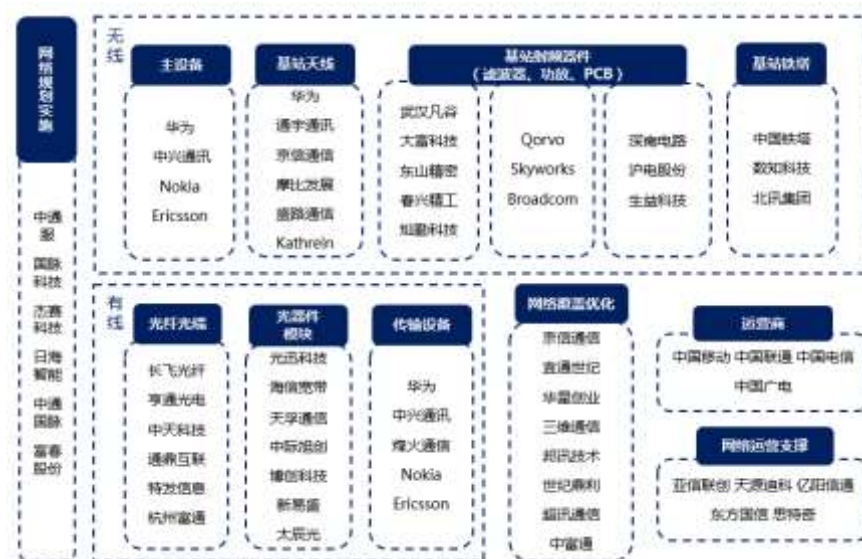 网络规划实施
中通服
国脉科技
杰赛科技
日海智能
中通国脉
富春股份
无线
主设备
华为
中兴通讯
Nokia
Ericsson
基站天线
华为
通宇通讯
京信通信
摩比发展
盛路通信
Kathrein
基站射频器件
(滤波器、功放、PCB)
武汉凡谷
大富科技
东山精密
春兴精工
灿勤科技
Qorvo
Skyworks
Broadcom
深南电路
沪电股份
生益科技
基站铁塔
中国铁塔
数知科技
北讯集团
有线
光纤光缆
长飞光纤
亨通光电
中天科技
通鼎互联
特发信息
杭州富通
光器件
模块
光迅科技
海信宽带
天孚通信
中际旭创
博创科技
新易盛
太辰光
传输设备
华为
中兴通讯
烽火通信
Nokia
Ericsson
网络覆盖优化
京信通信
宜通世纪
华星创业
三维通信
邦讯技术
世纪鼎利
超讯通信
中富通
运营商
中国移动 中国联通 中国电信
中国广电
网络运营支撑
亚信联创 天源迪科 亿阳信通
东方国信 思特奇